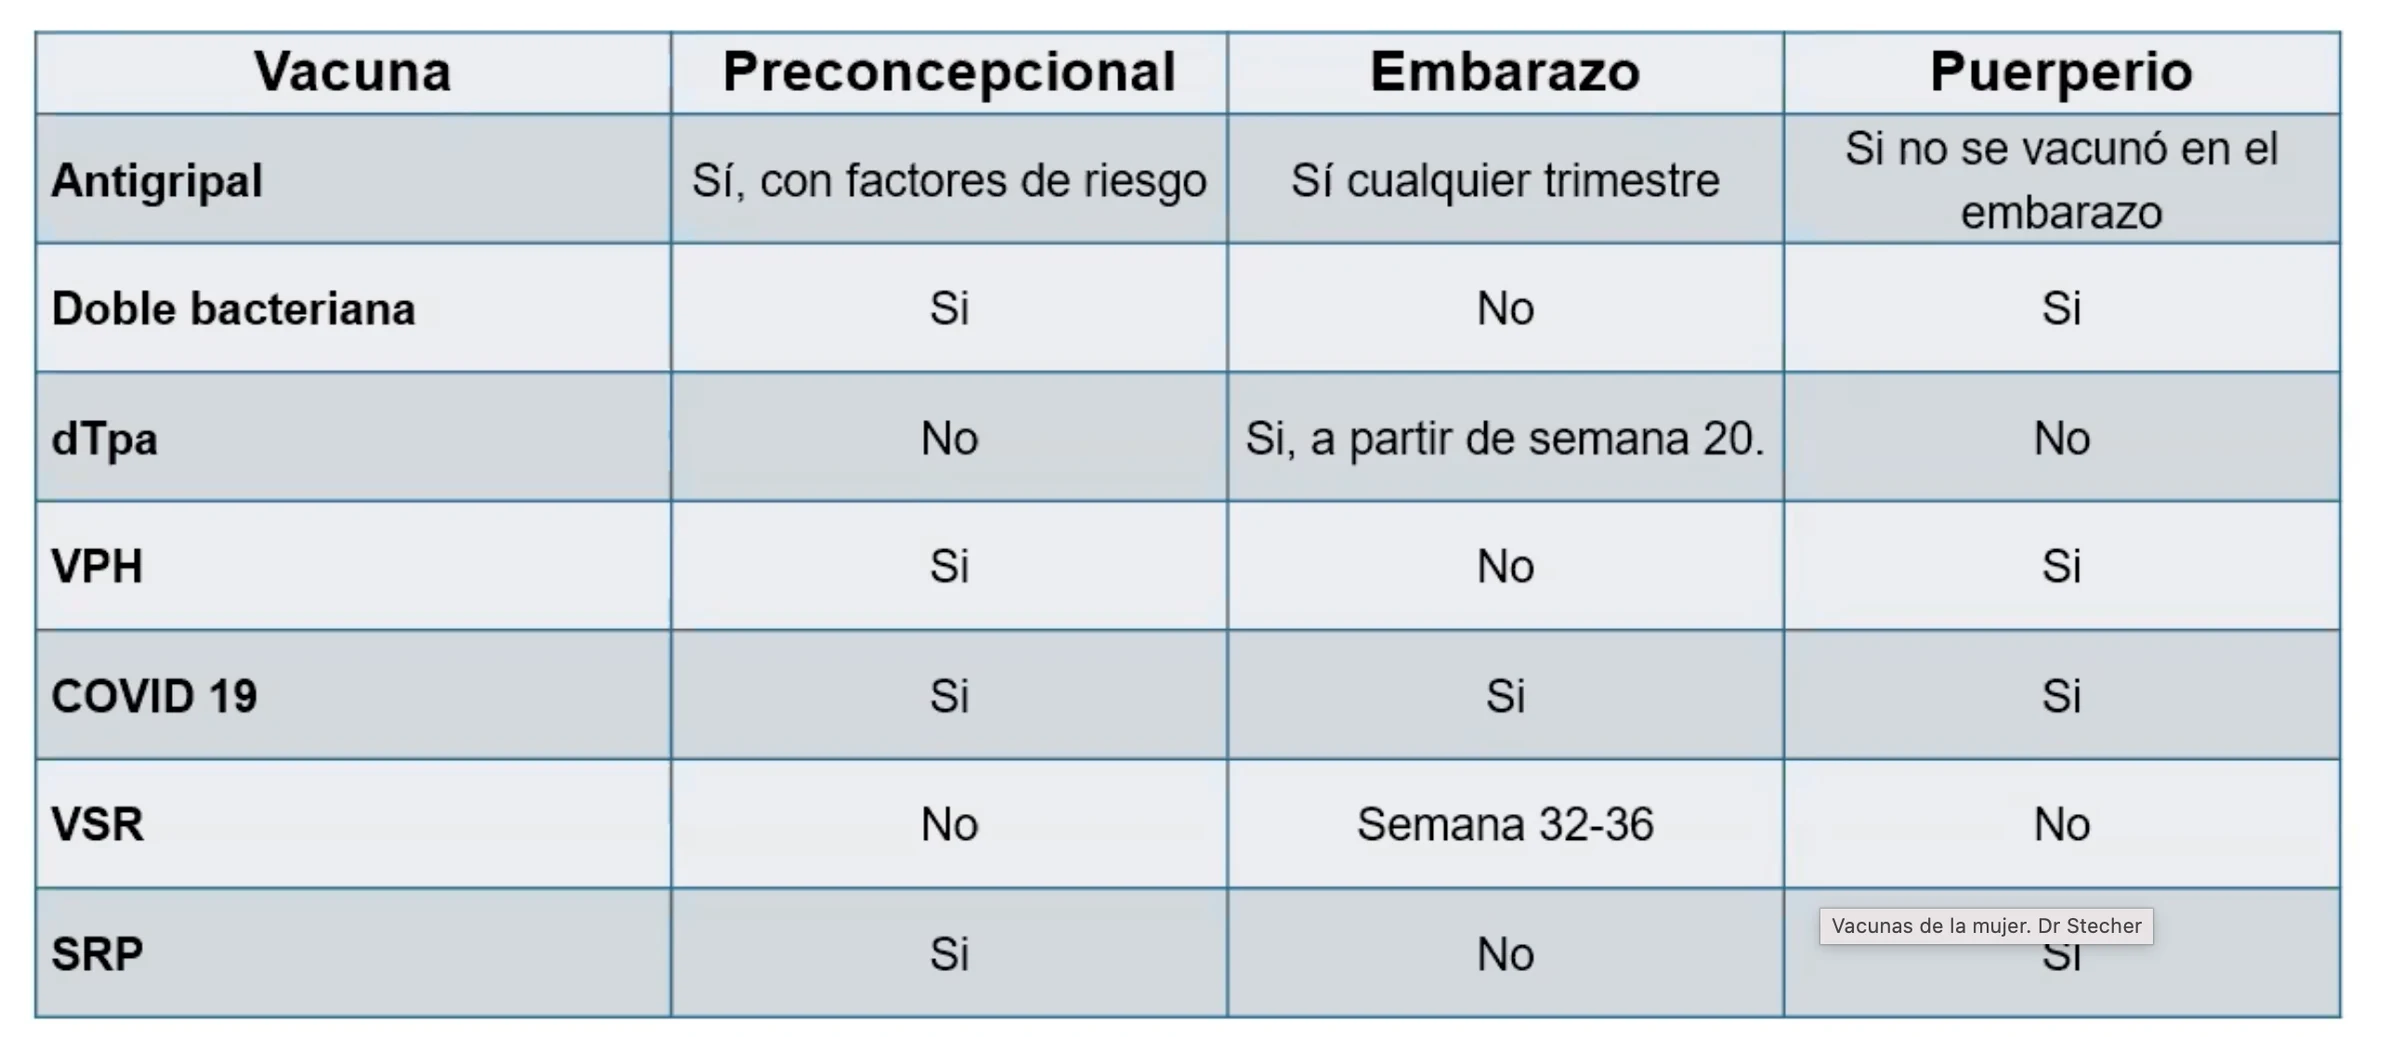 Vacuna Preconcepcional Embarazo Puerperio
Antigripal Sí, con factores de riesgo Sí cualquier trimestre Si no se vacunó en el
embarazo
Doble bacteriana Si No Si
dTpa No Si, a partir de semana 20. No
VPH Si No Si
COVID 19 Si Si Si
VSR No Semana 32-36 No
Vacunas de la mujer. Dr Stecher
SRP Si No Si